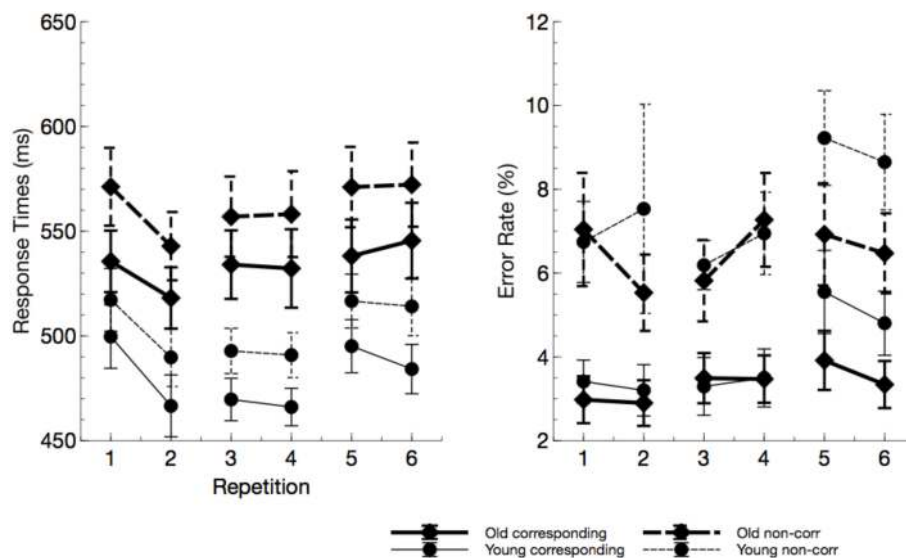 650
600
550
500
450
Response Times (ms)
1 2 3 4 5 6
Repetition
12
10
8
6
4
2
Error Rate (%)
1 2 3 4 5 6
Old corresponding
Young corresponding
Old non-corr
Young non-corr